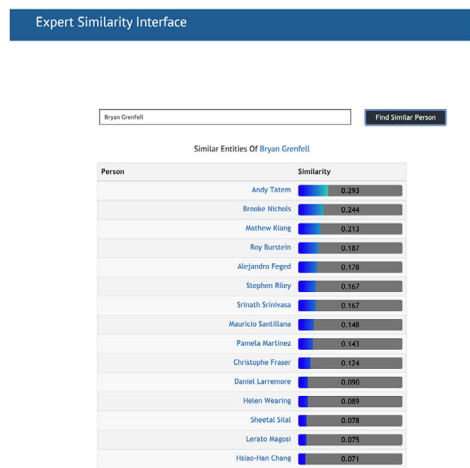 Expert Similarity Interface
Bryan Grenfell Find Similar Person
Similar Entities Of Bryan Grenfell
Person Similarity
Andy Tatem 0.293
Brooke Nichols 0.244
Mathew Kiang 0.213
Roy Burstein 0.187
Alejandro Feged 0.178
Stephen Riley 0.167
Srinath Srinivasa 0.167
Mauricio Santillana 0.148
Pamela Martinez 0.143
Christophe Fraser 0.124
Daniel Larremore 0.090
Helen Wearing 0.089
Sheetal Silal 0.078
Lerato Magosi 0.075
Hsiao-Han Chang 0.071